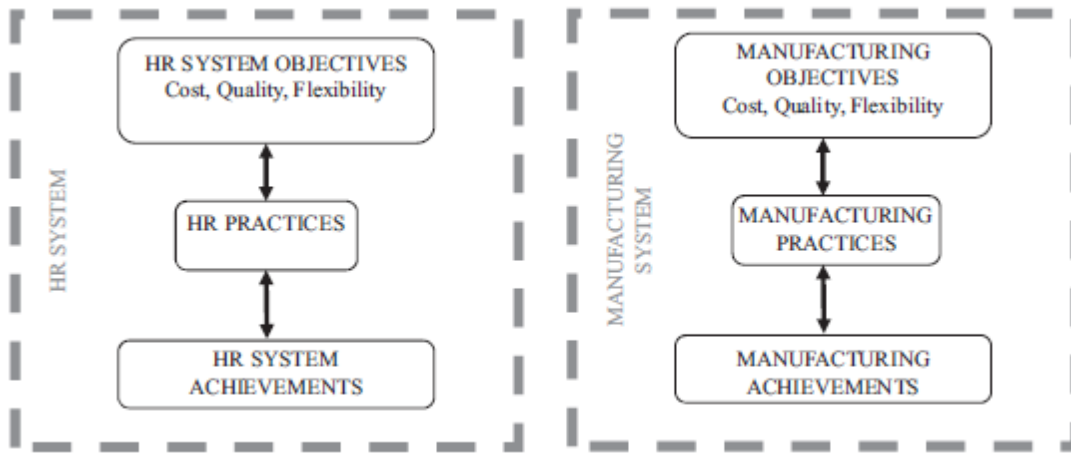 HR SYSTEM OBJECTIVES
Cost, Quality, Flexibility
HR PRACTICES
HR SYSTEM
ACHIEVEMENTS
HR SYSTEM
MANUFACTURING
OBJECTIVES
Cost, Quality, Flexibility
MANUFACTURING
PRACTICES
MANUFACTURING
ACHIEVEMENTS
MANUFACTURING
SYSTEM